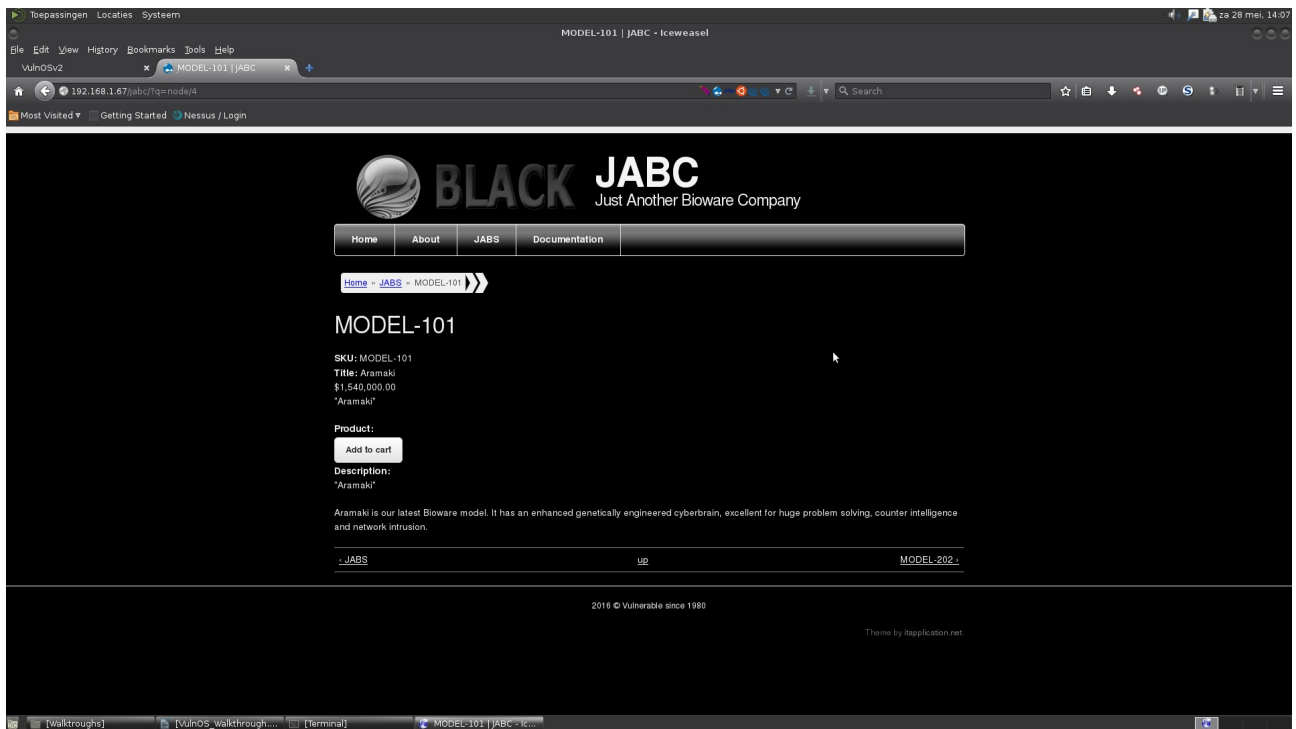 Toepassingen Locaties Systeem
za 28 mei, 14:07
MODEL-101 | JABC - Iceweasel
File Edit View History Bookmarks Tools Help
VulnOSv2
MODEL-101 | JABC
192.168.1.67/jabc/?q=node/4
Search
Most Visited
Getting Started
Nessus / Login
BLACK
JABC
Just Another Bioware Company
Home About JABS Documentation
Home » JABS » MODEL-101
MODEL-101
SKU: MODEL-101
Title: Aramaki
$1,540,000.00
"Aramaki"
Product:
Add to cart
Description:
"Aramaki"
Aramaki is our latest Bioware model. It has an enhanced genetically engineered cyberbrain, excellent for huge problem solving, counter intelligence
and network intrusion.
‹ JABS up MODEL-202 ›
2016 © Vulnerable since 1980
Theme by itapplication.net
[Walktroughs]
[VulnOS_Walkthrough....
[Terminal]
MODEL-101 | JABC - Ic...